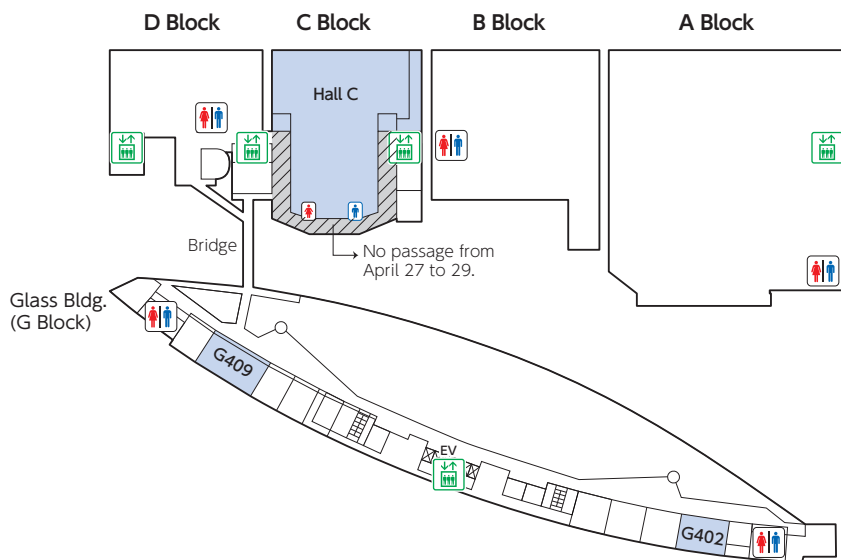 D Block
C Block
B Block
A Block
Hall C
Bridge
No passage from
April 27 to 29.
Glass Bldg.
(G Block)
G409
EV
G402